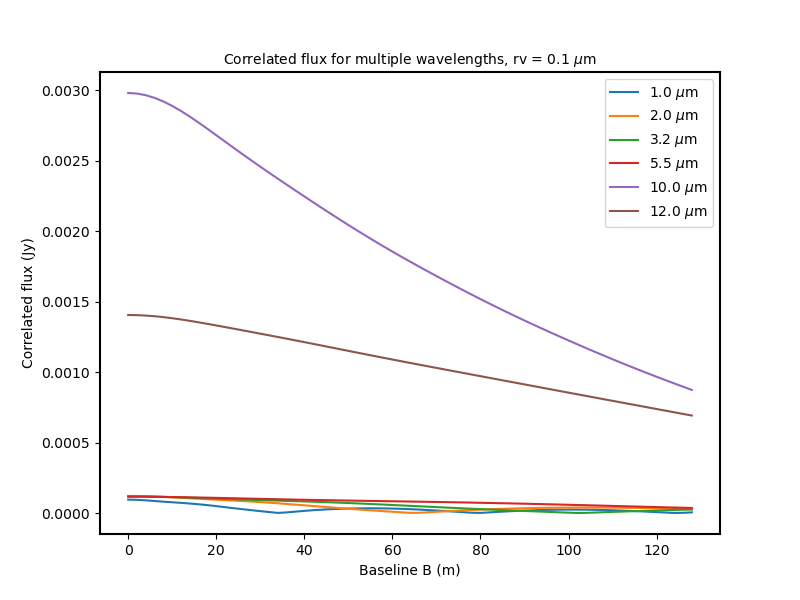 Correlated flux for multiple wavelengths, rv = 0.1 μm
1.0 μm
2.0 μm
3.2 μm
5.5 μm
10.0 μm
12.0 μm
0.0030
0.0025
0.0020
0.0015
0.0010
0.0005
0.0000
Correlated flux (Jy)
0 20 40 60 80 100 120
Baseline B (m)